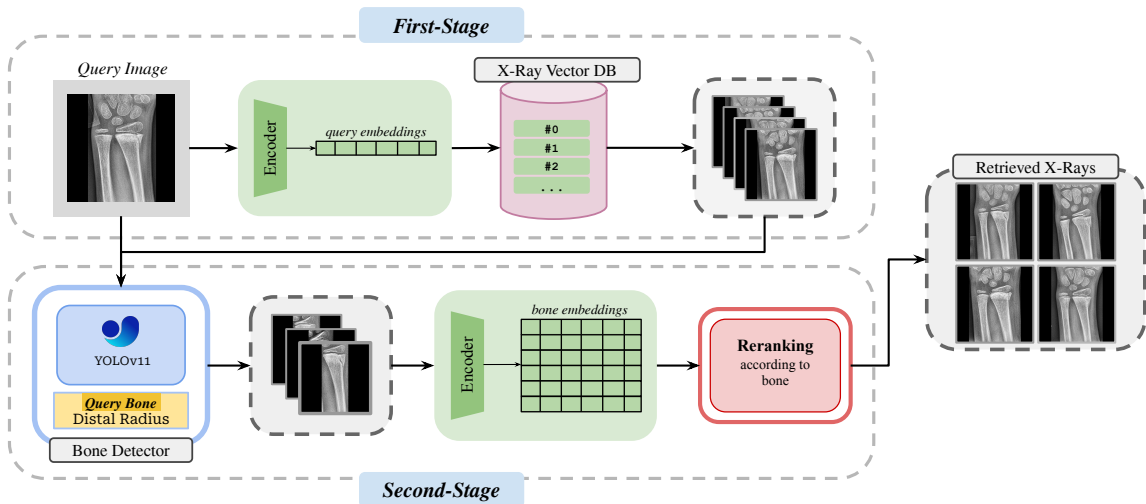 First-Stage
Query Image
Encoder
query embeddings
X-Ray Vector DB
#0
#1
#2
...
Retrieved X-Rays
YOLOv11
Query Bone
Distal Radius
Bone Detector
Encoder
bone embeddings
Reranking
according to
bone
Second-Stage